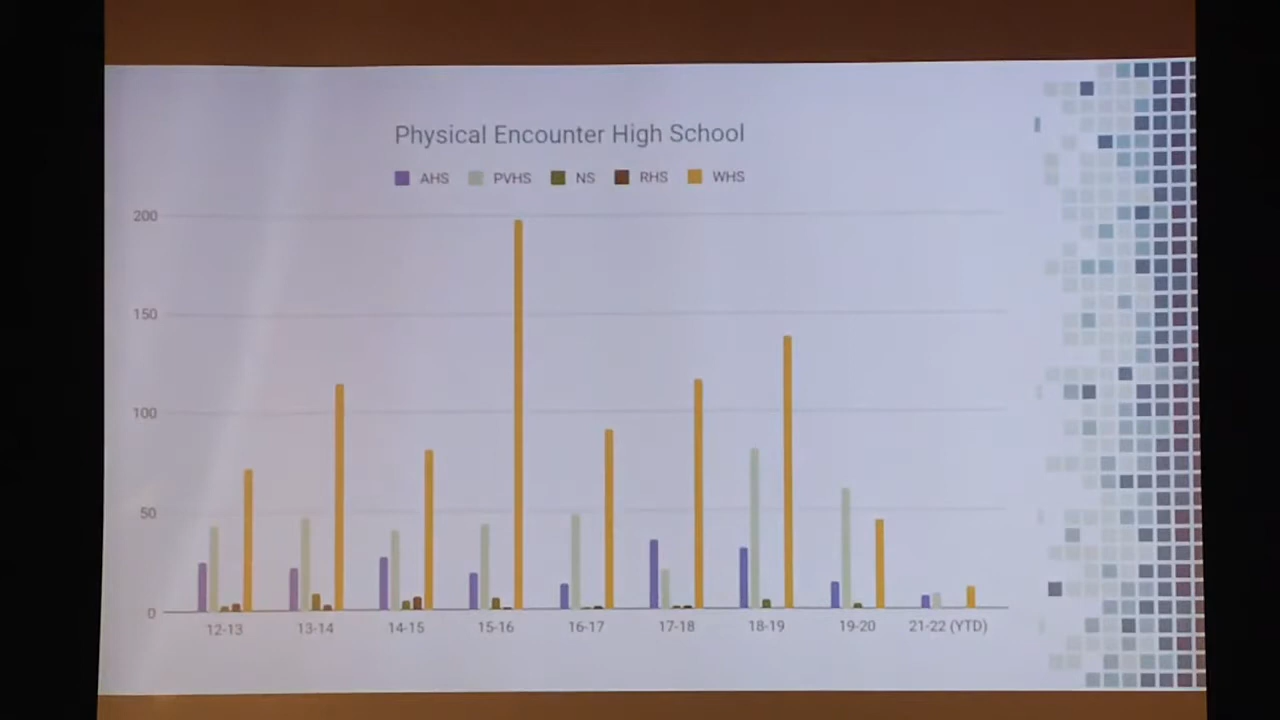 Physical Encounter High School
AHS PVHS NS RHS WHS
200
150
100
50
0
12-13 13-14 14-15 15-16 16-17 17-18 18-19 19-20 21-22 (YTD)